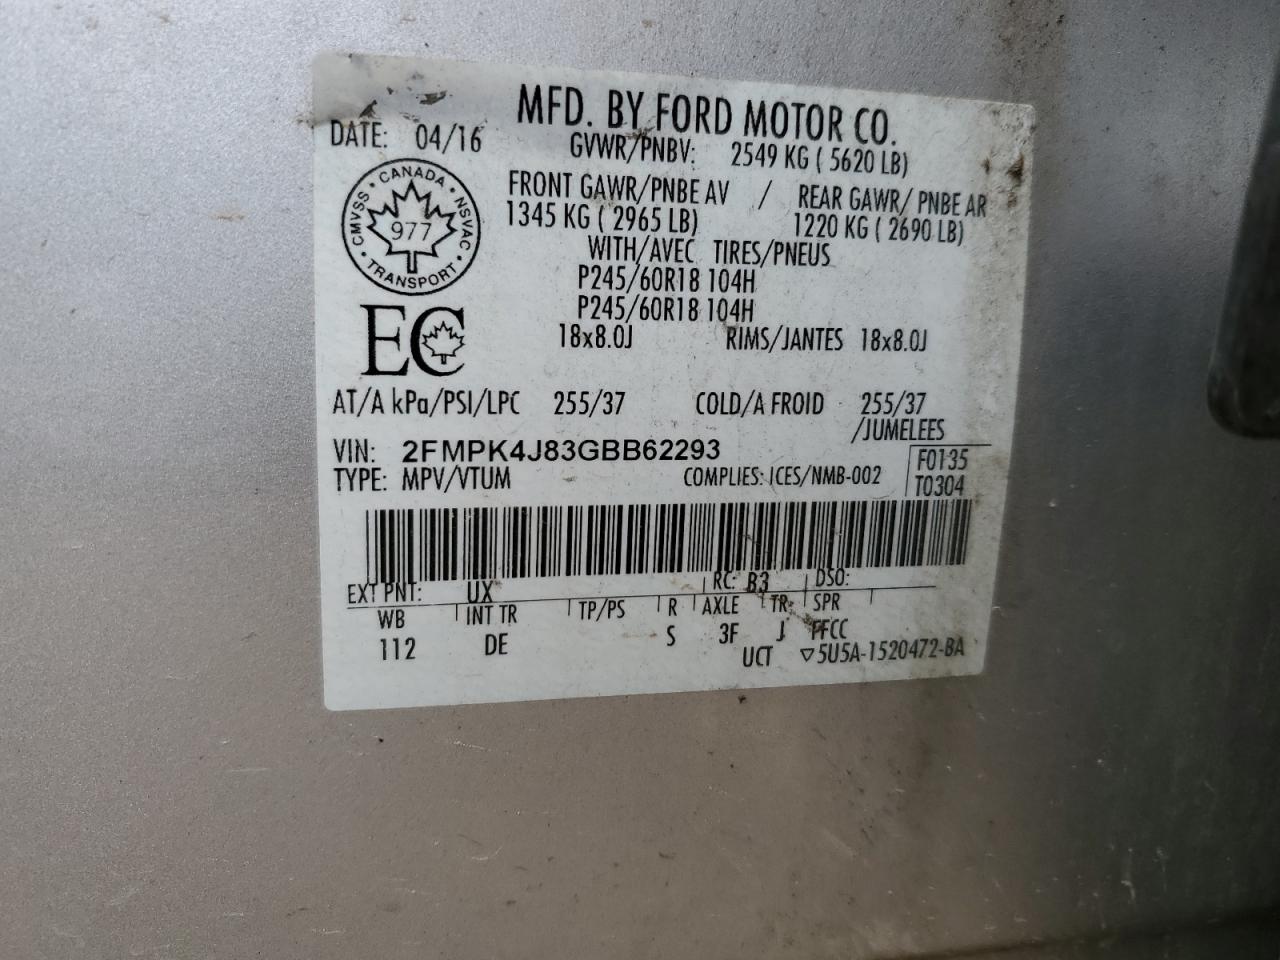 MFD. BY FORD MOTOR CO.
DATE: 04/16
GVWR/PNBV: 2549 KG ( 5620 LB)
CMVSS • CANADA • NSVAC • TRANSPORT •
977
FRONT GAWR/PNBE AV / REAR GAWR/ PNBE AR
1345 KG ( 2965 LB) 1220 KG ( 2690 LB)
WITH/AVEC TIRES/PNEUS
P245/60R18 104H
P245/60R18 104H
EC
18x8.0J RIMS/JANTES 18x8.0J
AT/A kPa/PSI/LPC 255/37 COLD/A FROID 255/37
/JUMELEES
VIN: 2FMPK4J83GBB62293
F0135
TYPE: MPV/VTUM COMPLIES: ICES/NMB-002
T0304
EXT PNT: UX RC: B3 DSO:
WB INT TR TP/PS R AXLE TR SPR
112 DE S 3F J FFCC
UCT ▽5U5A-1520472-BA